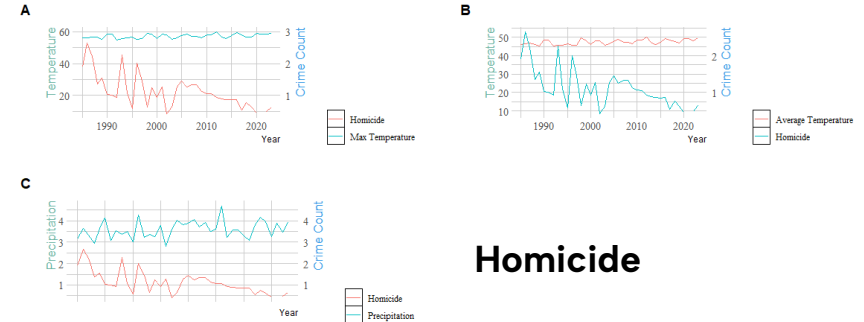 A
Temperature
60
40
20
3
2
1
Crime Count
1990
2000
2010
2020
Year
Homicide
Max Temperature
B
Temperature
50
40
30
20
10
2
1
Crime Count
1990
2000
2010
2020
Year
Average Temperature
Homicide
C
Precipitation
4
3
2
1
4
3
2
1
Crime Count
Year
Homicide
Precipitation
Homicide